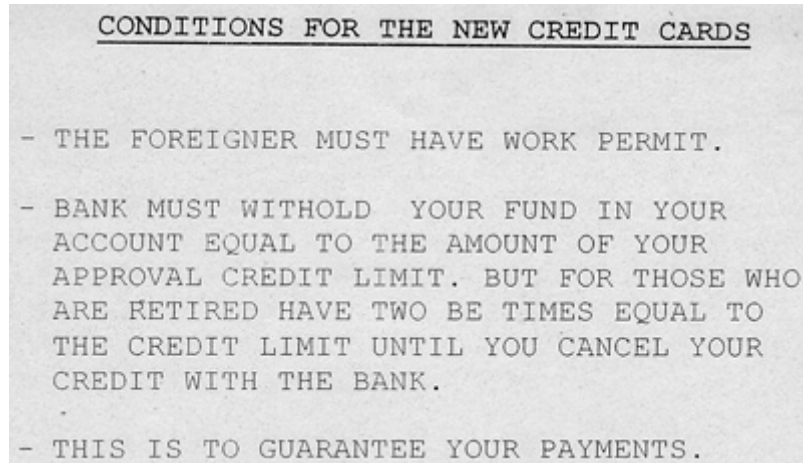 CONDITIONS FOR THE NEW CREDIT CARDS
- THE FOREIGNER MUST HAVE WORK PERMIT.
- BANK MUST WITHOLD YOUR FUND IN YOUR
ACCOUNT EQUAL TO THE AMOUNT OF YOUR
APPROVAL CREDIT LIMIT. BUT FOR THOSE WHO
ARE RETIRED HAVE TWO BE TIMES EQUAL TO
THE CREDIT LIMIT UNTIL YOU CANCEL YOUR
CREDIT WITH THE BANK.
- THIS IS TO GUARANTEE YOUR PAYMENTS.